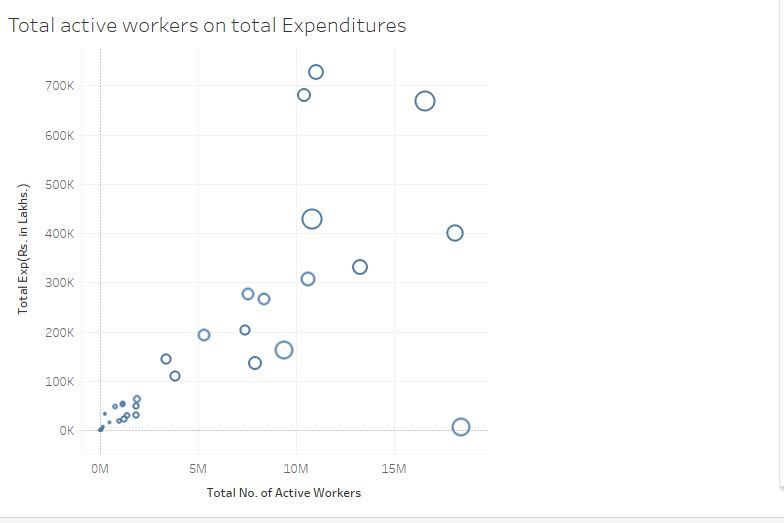 Total active workers on total Expenditures
700K
600K
500K
400K
300K
200K
100K
0K
Total Exp(Rs. in Lakhs.)
0M 5M 10M 15M
Total No. of Active Workers